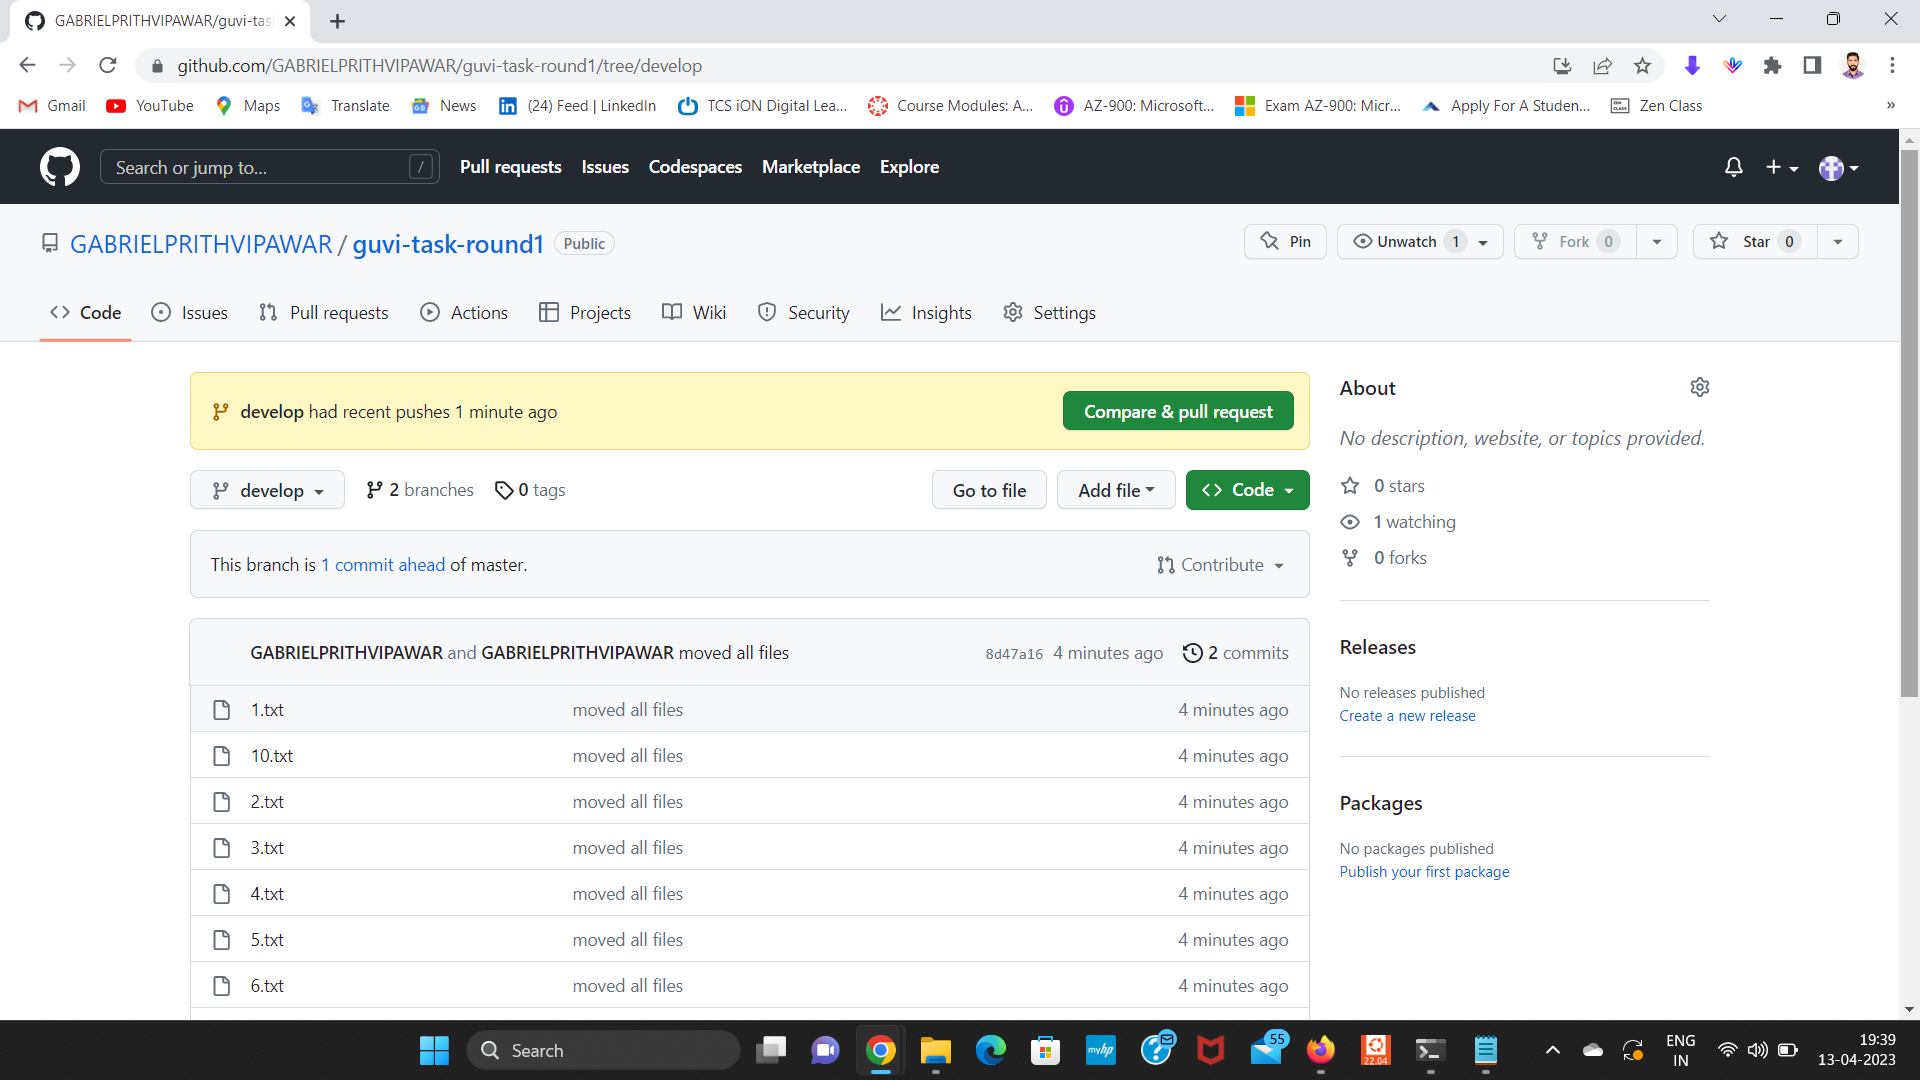 GABRIELPRITHVIPAWAR/guvi-tas
github.com/GABRIELPRITHVIPAWAR/guvi-task-round1/tree/develop
Gmail YouTube Maps Translate News (24) Feed | LinkedIn TCS iON Digital Lea... Course Modules: A... AZ-900: Microsoft... Exam AZ-900: Micr... Apply For A Studen... ZEN CLASS Zen Class »
Search or jump to... / Pull requests Issues Codespaces Marketplace Explore
GABRIELPRITHVIPAWAR / guvi-task-round1 Public Pin Unwatch 1 Fork 0 Star 0
Code Issues Pull requests Actions Projects Wiki Security Insights Settings
develop had recent pushes 1 minute ago Compare & pull request
develop 2 branches 0 tags Go to file Add file Code
This branch is 1 commit ahead of master. Contribute
GABRIELPRITHVIPAWAR and GABRIELPRITHVIPAWAR moved all files 8d47a16 4 minutes ago 2 commits
1.txt moved all files 4 minutes ago
10.txt moved all files 4 minutes ago
2.txt moved all files 4 minutes ago
3.txt moved all files 4 minutes ago
4.txt moved all files 4 minutes ago
5.txt moved all files 4 minutes ago
6.txt moved all files 4 minutes ago
About
No description, website, or topics provided.
0 stars
1 watching
0 forks
Releases
No releases published
Create a new release
Packages
No packages published
Publish your first package
Search myhp 55 22.04 ENG IN 19:39
13-04-2023